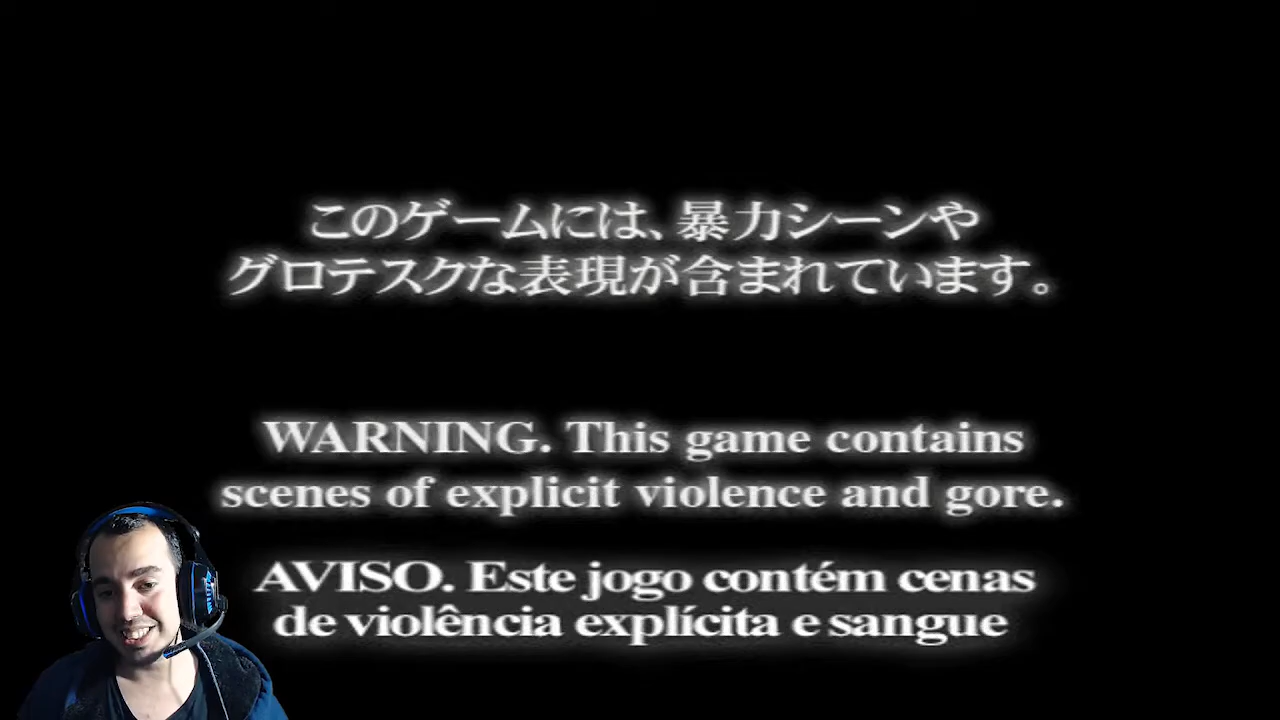 このゲームには、暴力シーンや
グロテスクな表現が含まれています。
WARNING. This game contains
scenes of explicit violence and gore.
AVISO. Este jogo contém cenas
de violência explícita e sangue